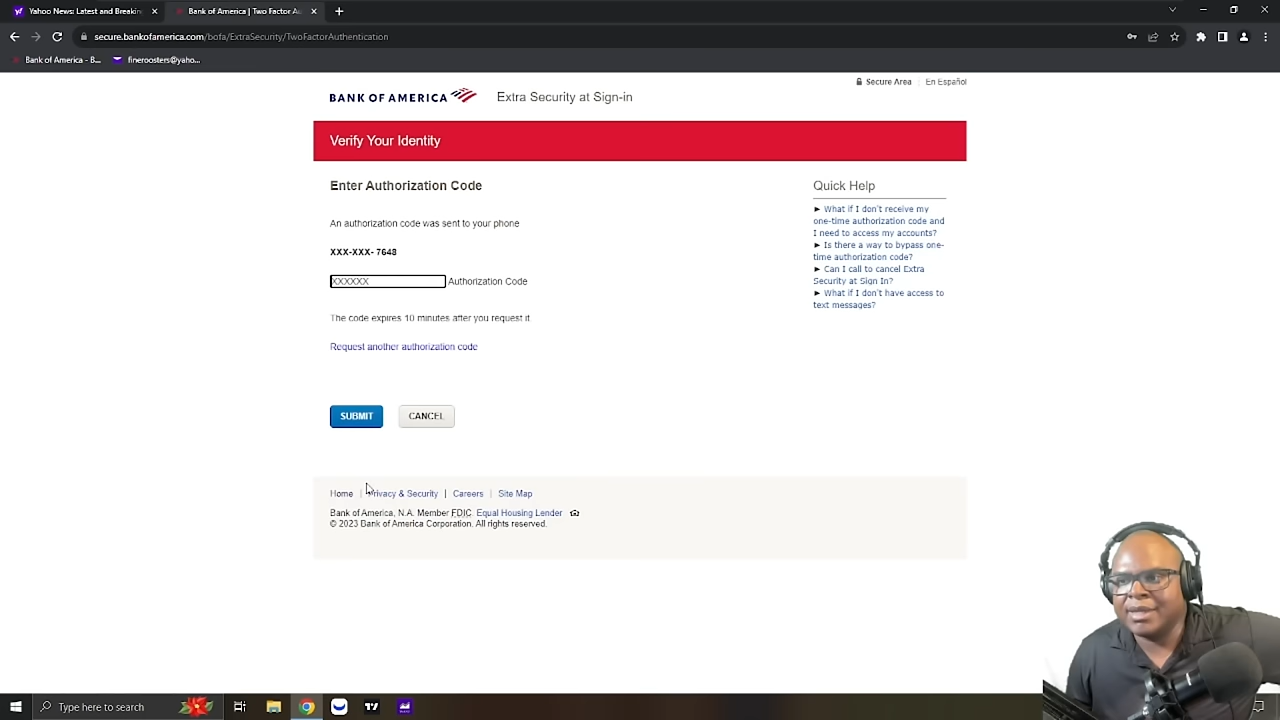 Yahoo News: Latest and Breakin
Bank of America | Two Factor Au
secure.bankofamerica.com/bofa/ExtraSecurity/TwoFactorAuthentication
Bank of America - B...
fineroosters@yaho...
Secure Area
En Español
BANK OF AMERICA
Extra Security at Sign-in
Verify Your Identity
Enter Authorization Code
An authorization code was sent to your phone
XXX-XXX- 7648
XXXXXX Authorization Code
The code expires 10 minutes after you request it
Request another authorization code
SUBMIT
CANCEL
Quick Help
What if I don't receive my
one-time authorization code and
I need to access my accounts?
Is there a way to bypass one-
time authorization code?
Can I call to cancel Extra
Security at Sign In?
What if I don't have access to
text messages?
Home | Privacy & Security | Careers | Site Map
Bank of America, N.A. Member FDIC. Equal Housing Lender
© 2023 Bank of America Corporation. All rights reserved.
Type here to search